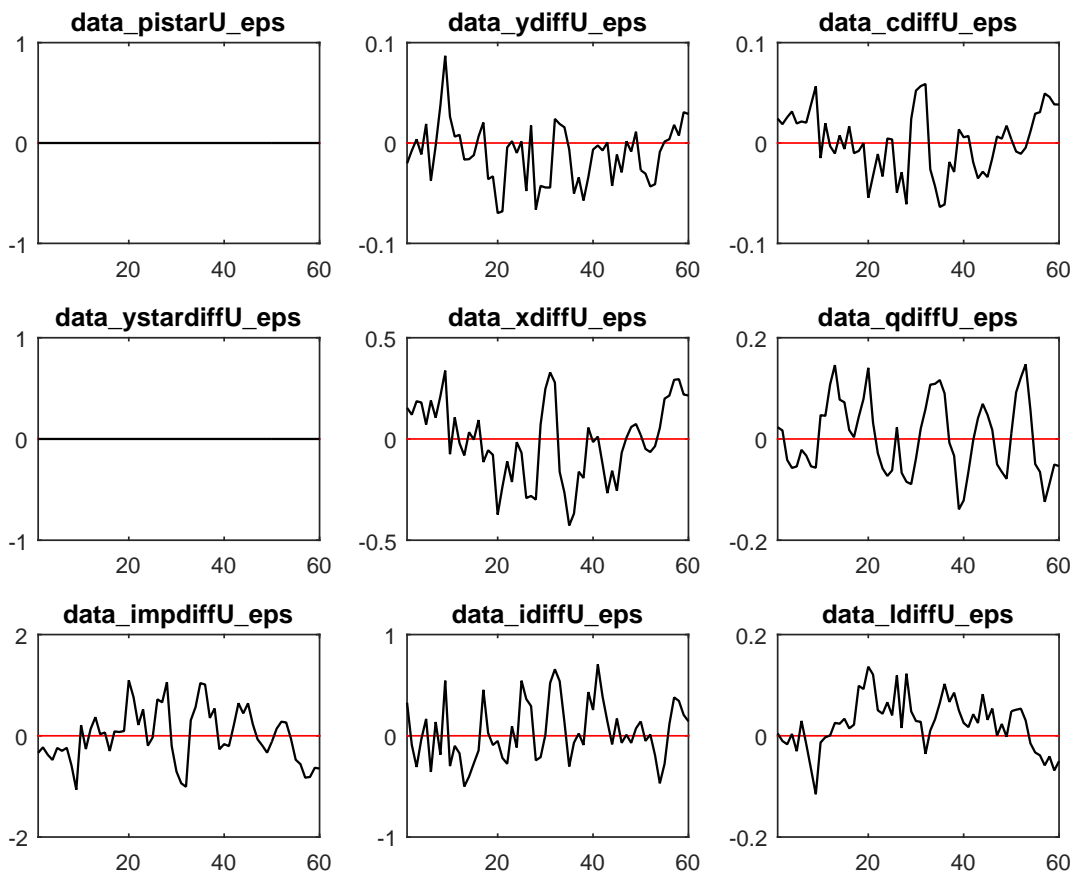 data_pistarU_eps
1
0
-1
20 40 60
data_ydiffU_eps
0.1
0
-0.1
20 40 60
data_cdiffU_eps
0.1
0
-0.1
20 40 60
data_ystardiffU_eps
1
0
-1
20 40 60
data_xdiffU_eps
0.5
0
-0.5
20 40 60
data_qdiffU_eps
0.2
0
-0.2
20 40 60
data_impdiffU_eps
2
0
-2
20 40 60
data_idiffU_eps
1
0
-1
20 40 60
data_ldiffU_eps
0.2
0
-0.2
20 40 60